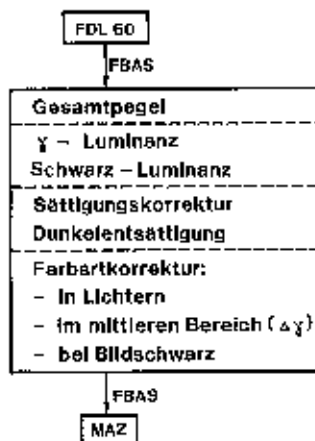 FDL 60
FBAS
Gesamtpegel
γ – Luminanz
Schwarz – Luminanz
Sättigungskorrektur
Dunkelentsättigung
Farbartkorrektur:
– in Lichtern
– im mittleren Bereich (Δγ)
– bei Bildschwarz
FBAS
MAZ